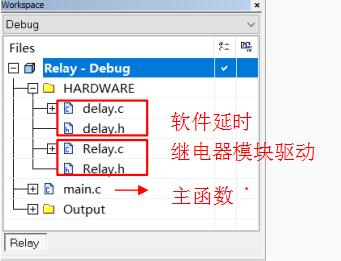 Workspace
Debug
Files
Relay - Debug
HARDWARE
delay.c
delay.h
软件延时
Relay.c
继电器模块驱动
Relay.h
main.c
主函数
Output
Relay